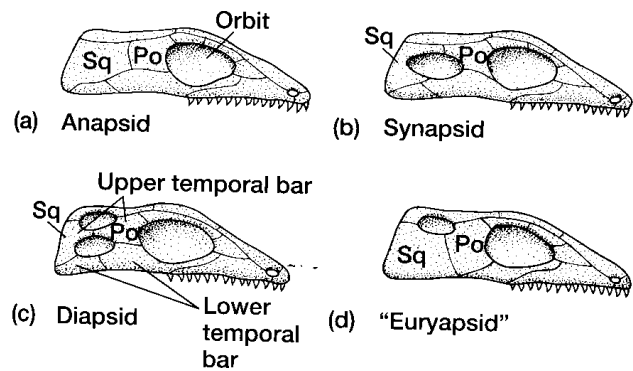 Orbit
Sq
Po
(a) Anapsid
Sq
Po
(b) Synapsid
Upper temporal bar
Sq
Po
(c) Diapsid
Lower
temporal
bar
Sq
Po
(d) "Euryapsid"